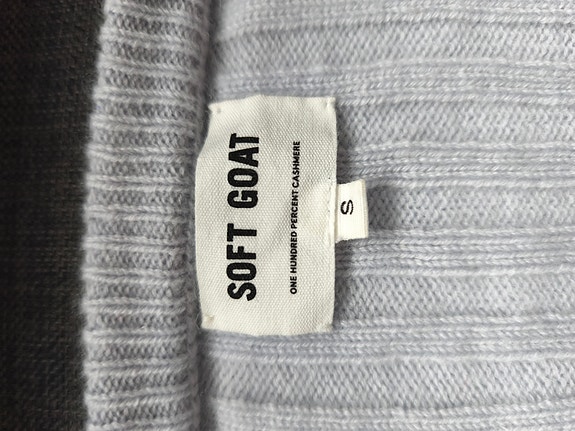 SOFT GOAT
ONE HUNDRED PERCENT CASHMERE
S